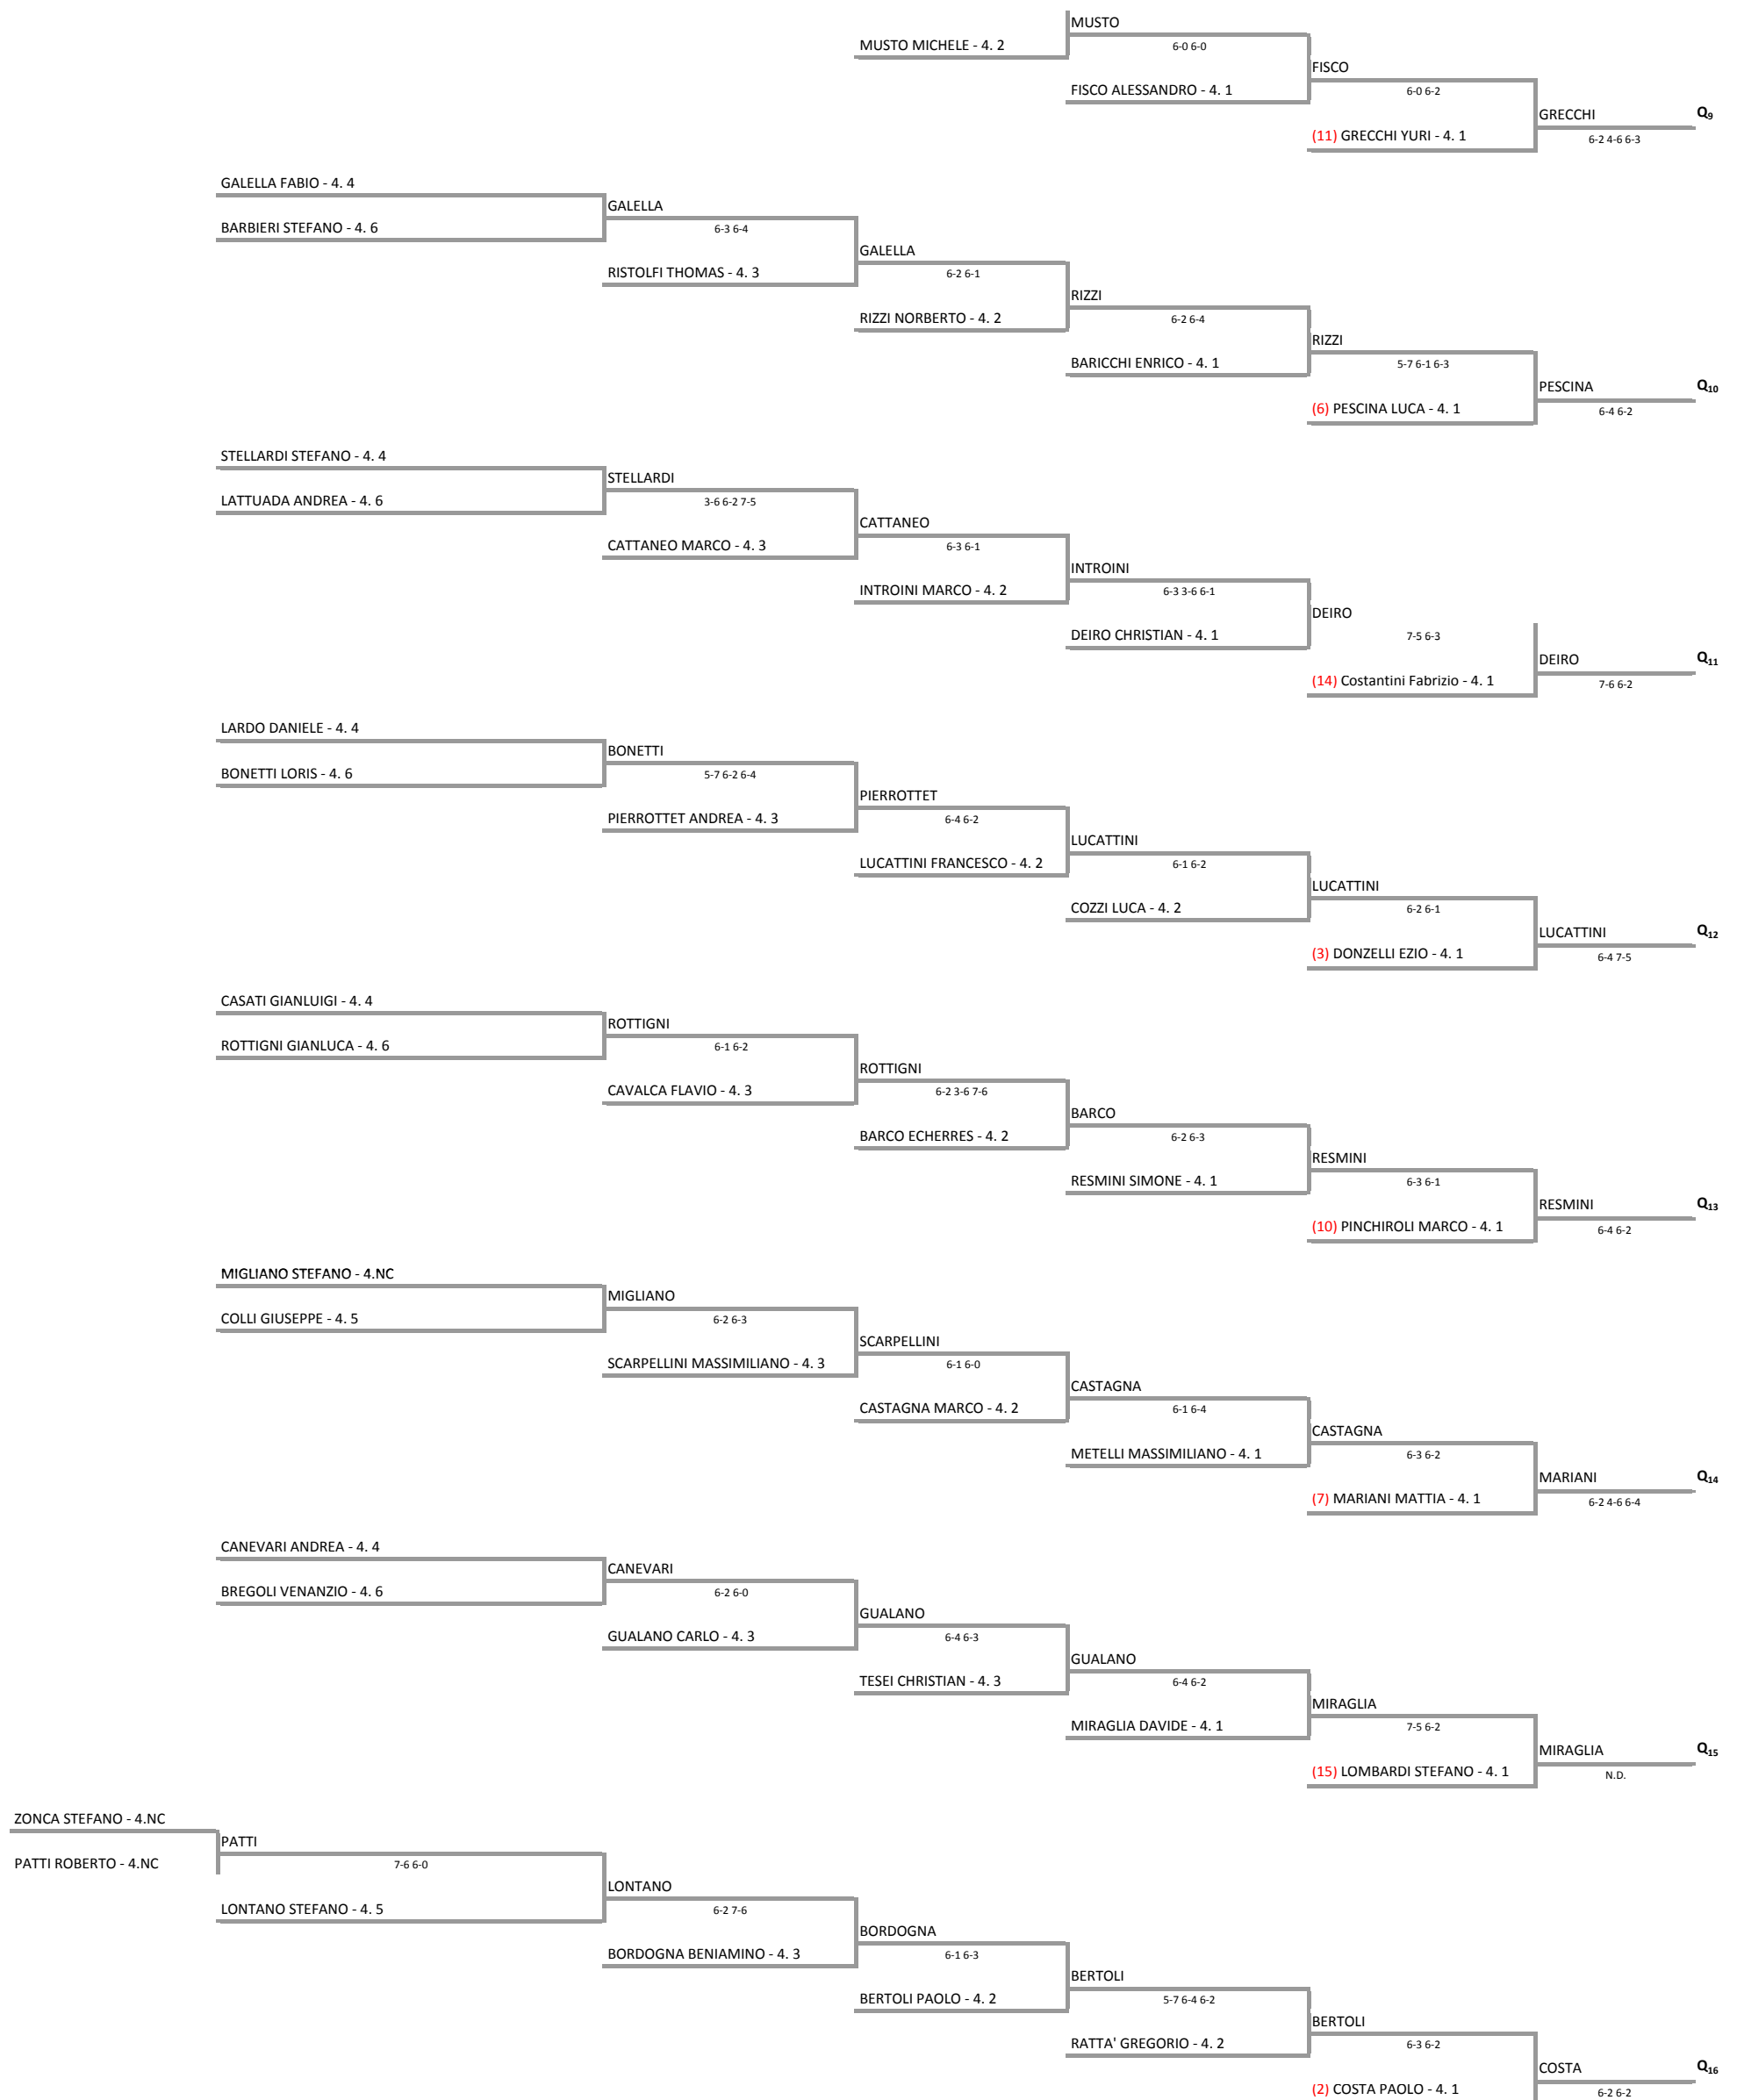 MUSTO
MUSTO MICHELE - 4. 2
6-0 6-0
FISCO
FISCO ALESSANDRO - 4. 1
6-0 6-2
GRECCHI
Q9
(11) GRECCHI YURI - 4. 1
6-2 4-6 6-3
GALELLA FABIO - 4. 4
GALELLA
BARBIERI STEFANO - 4. 6
6-3 6-4
GALELLA
RISTOLFI THOMAS - 4. 3
6-2 6-1
RIZZI
RIZZI NORBERTO - 4. 2
6-2 6-4
RIZZI
BARICCHI ENRICO - 4. 1
5-7 6-1 6-3
PESCINA
Q10
(6) PESCINA LUCA - 4. 1
6-4 6-2
STELLARDI STEFANO - 4. 4
STELLARDI
LATTUADA ANDREA - 4. 6
3-6 6-2 7-5
CATTANEO
CATTANEO MARCO - 4. 3
6-3 6-1
INTROINI
INTROINI MARCO - 4. 2
6-3 3-6 6-1
DEIRO
DEIRO CHRISTIAN - 4. 1
7-5 6-3
DEIRO
Q11
(14) Costantini Fabrizio - 4. 1
7-6 6-2
LARDO DANIELE - 4. 4
BONETTI
BONETTI LORIS - 4. 6
5-7 6-2 6-4
PIERROTTET
PIERROTTET ANDREA - 4. 3
6-4 6-2
LUCATTINI
LUCATTINI FRANCESCO - 4. 2
6-1 6-2
LUCATTINI
COZZI LUCA - 4. 2
6-2 6-1
LUCATTINI
Q12
(3) DONZELLI EZIO - 4. 1
6-4 7-5
CASATI GIANLUIGI - 4. 4
ROTTIGNI
ROTTIGNI GIANLUCA - 4. 6
6-1 6-2
ROTTIGNI
CAVALCA FLAVIO - 4. 3
6-2 3-6 7-6
BARCO
BARCO ECHERRES - 4. 2
6-2 6-3
RESMINI
RESMINI SIMONE - 4. 1
6-3 6-1
RESMINI
Q13
(10) PINCHIROLI MARCO - 4. 1
6-4 6-2
MIGLIANO STEFANO - 4.NC
MIGLIANO
COLLI GIUSEPPE - 4. 5
6-2 6-3
SCARPELLINI
SCARPELLINI MASSIMILIANO - 4. 3
6-1 6-0
CASTAGNA
CASTAGNA MARCO - 4. 2
6-1 6-4
CASTAGNA
METELLI MASSIMILIANO - 4. 1
6-3 6-2
MARIANI
Q14
(7) MARIANI MATTIA - 4. 1
6-2 4-6 6-4
CANEVARI ANDREA - 4. 4
CANEVARI
BREGOLI VENANZIO - 4. 6
6-2 6-0
GUALANO
GUALANO CARLO - 4. 3
6-4 6-3
GUALANO
TESEI CHRISTIAN - 4. 3
6-4 6-2
MIRAGLIA
MIRAGLIA DAVIDE - 4. 1
7-5 6-2
MIRAGLIA
Q15
(15) LOMBARDI STEFANO - 4. 1
N.D.
ZONCA STEFANO - 4.NC
PATTI
PATTI ROBERTO - 4.NC
7-6 6-0
LONTANO
LONTANO STEFANO - 4. 5
6-2 7-6
BORDOGNA
BORDOGNA BENIAMINO - 4. 3
6-1 6-3
BERTOLI
BERTOLI PAOLO - 4. 2
5-7 6-4 6-2
BERTOLI
RATTA' GREGORIO - 4. 2
6-3 6-2
COSTA
Q16
(2) COSTA PAOLO - 4. 1
6-2 6-2